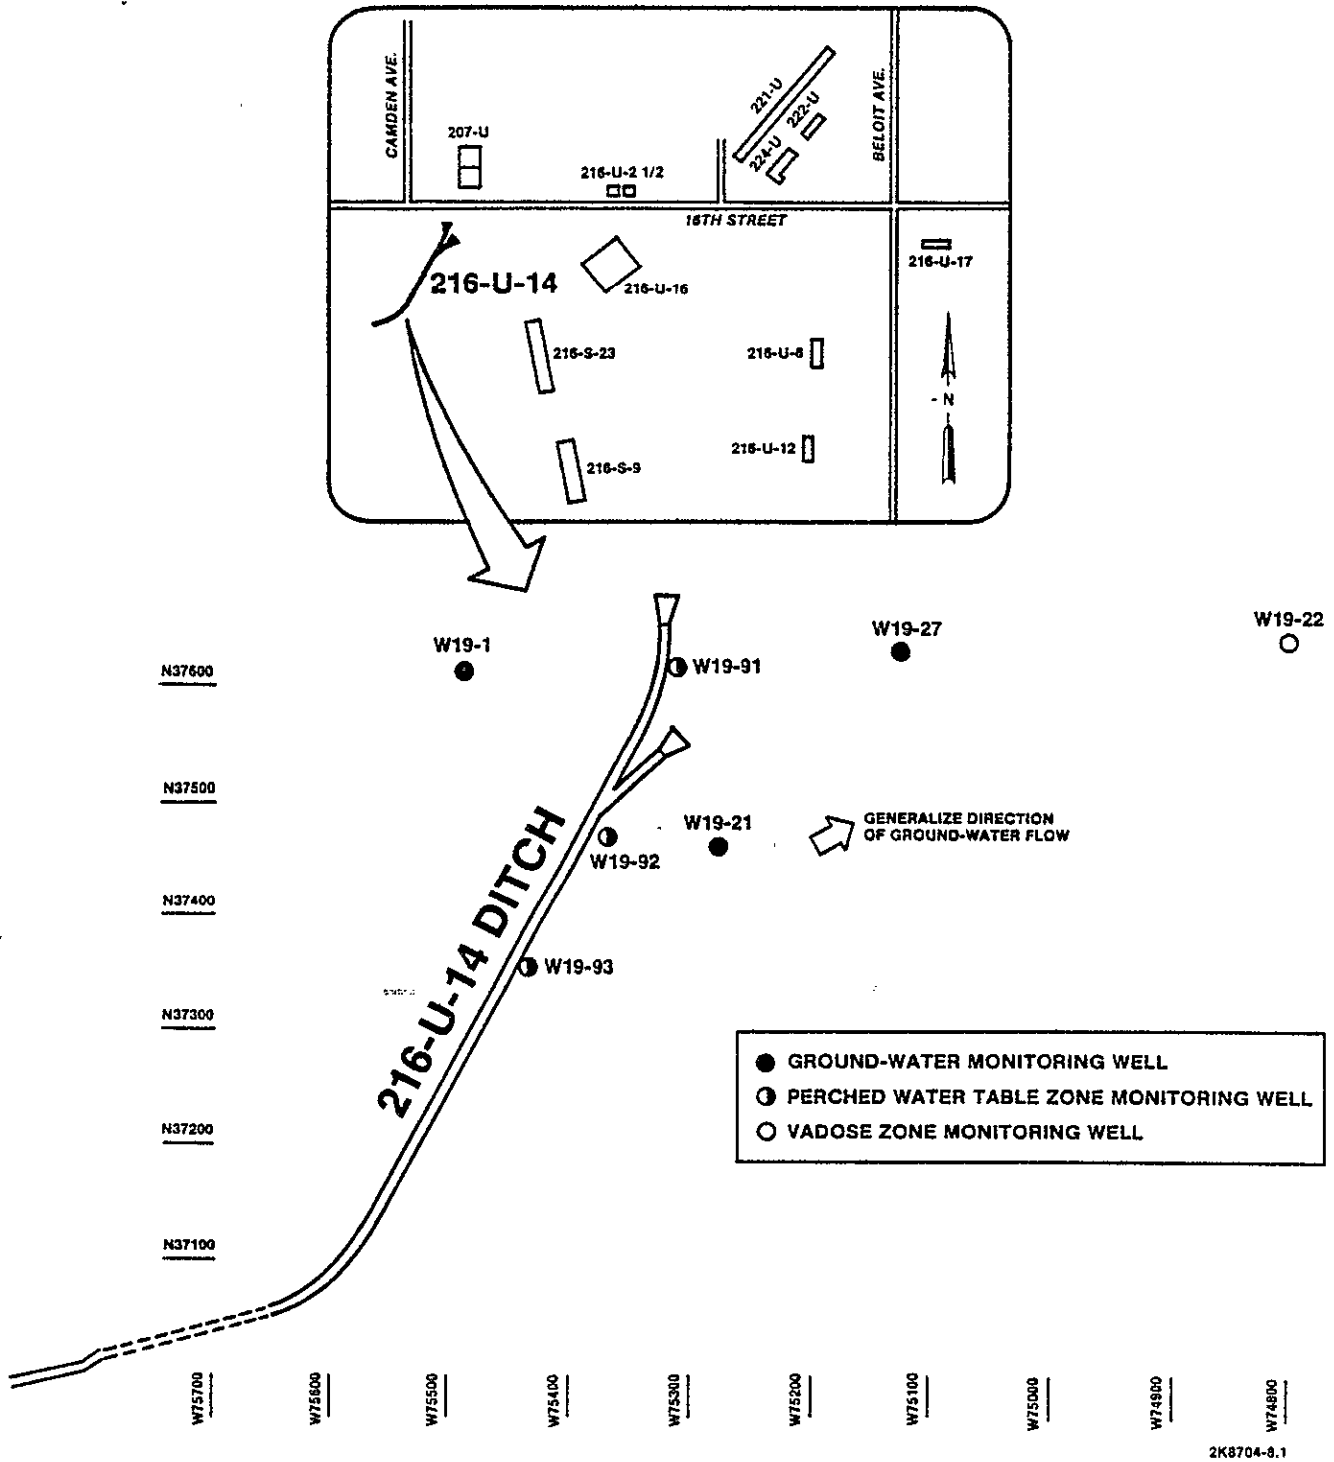 CAMDEN AVE.
207-U
216-U-2 1/2
221-U
222-U
224-U
BELOIT AVE.
16TH STREET
216-U-14
216-U-16
216-U-17
216-S-23
216-U-8
- N
216-S-9
216-U-12
W19-1
W19-91
W19-27
W19-22
N37600
N37500
W19-21
GENERALIZE DIRECTION
OF GROUND-WATER FLOW
W19-92
216-U-14 DITCH
N37400
W19-93
N37300
GROUND-WATER MONITORING WELL
PERCHED WATER TABLE ZONE MONITORING WELL
VADOSE ZONE MONITORING WELL
N37200
N37100
W75700
W75600
W75500
W75400
W75300
W75200
W75100
W75000
W74900
W74800
2K8704-8.1